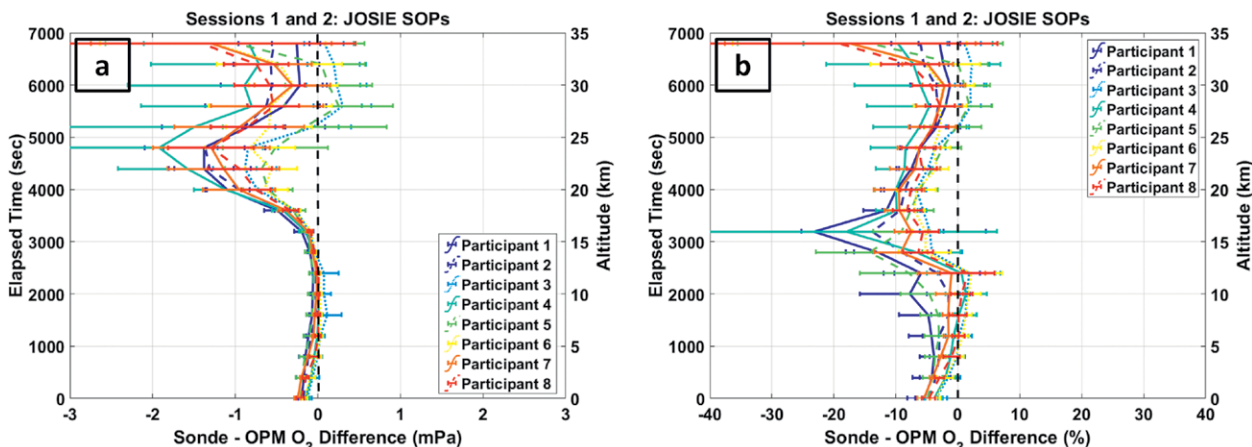 Sessions 1 and 2: JOSIE SOPs
a
7000
6000
5000
4000
3000
2000
1000
0
Elapsed Time (sec)
35
30
25
20
15
10
5
0
Altitude (km)
Participant 1
Participant 2
Participant 3
Participant 4
Participant 5
Participant 6
Participant 7
Participant 8
-3 -2 -1 0 1 2 3
Sonde - OPM O3 Difference (mPa)
Sessions 1 and 2: JOSIE SOPs
b
7000
6000
5000
4000
3000
2000
1000
0
Elapsed Time (sec)
35
30
25
20
15
10
5
0
Altitude (km)
Participant 1
Participant 2
Participant 3
Participant 4
Participant 5
Participant 6
Participant 7
Participant 8
-40 -30 -20 -10 0 10 20 30 40
Sonde - OPM O3 Difference (%)